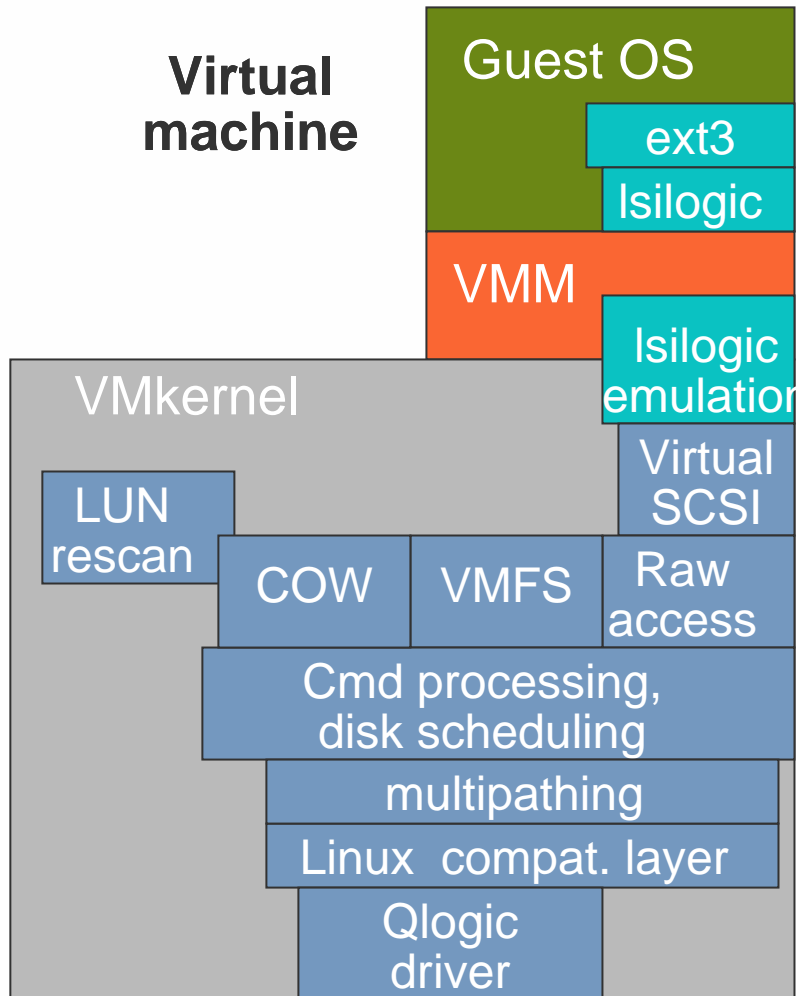 Virtual
machine
Guest OS
ext3
lsilogic
VMM
lsilogic
emulation
VMkernel
Virtual
SCSI
LUN
rescan
COW
VMFS
Raw
access
Cmd processing,
disk scheduling
multipathing
Linux compat. layer
Qlogic
driver